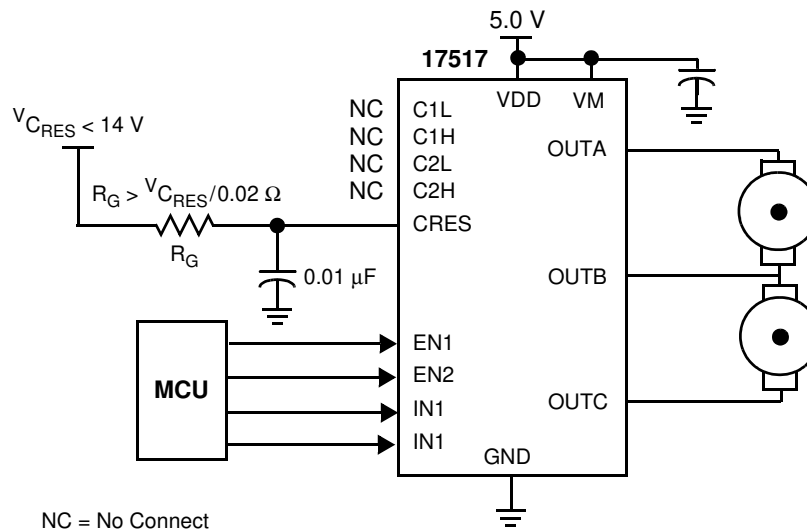 5.0 V
17517
VDD
VM
V CRES < 14 V
NC C1L
NC C1H
NC C2L
NC C2H
CRES
OUTA
RG > VCRES/0.02 Ω
RG
0.01 µF
OUTB
MCU
EN1
EN2
IN1
IN1
OUTC
GND
NC = No Connect